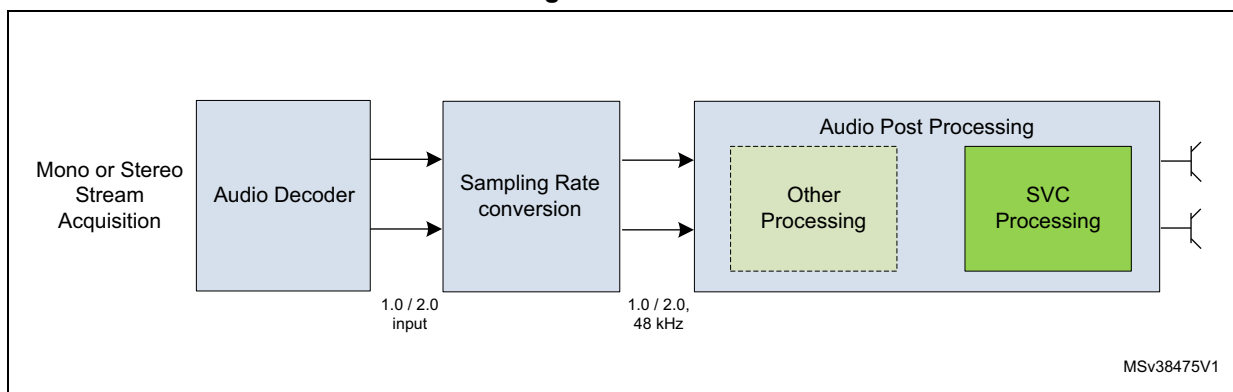 Mono or Stereo
Stream
Acquisition
Audio Decoder
1.0 / 2.0
input
Sampling Rate
conversion
1.0 / 2.0,
48 kHz
Audio Post Processing
Other
Processing
SVC
Processing
MSv38475V1